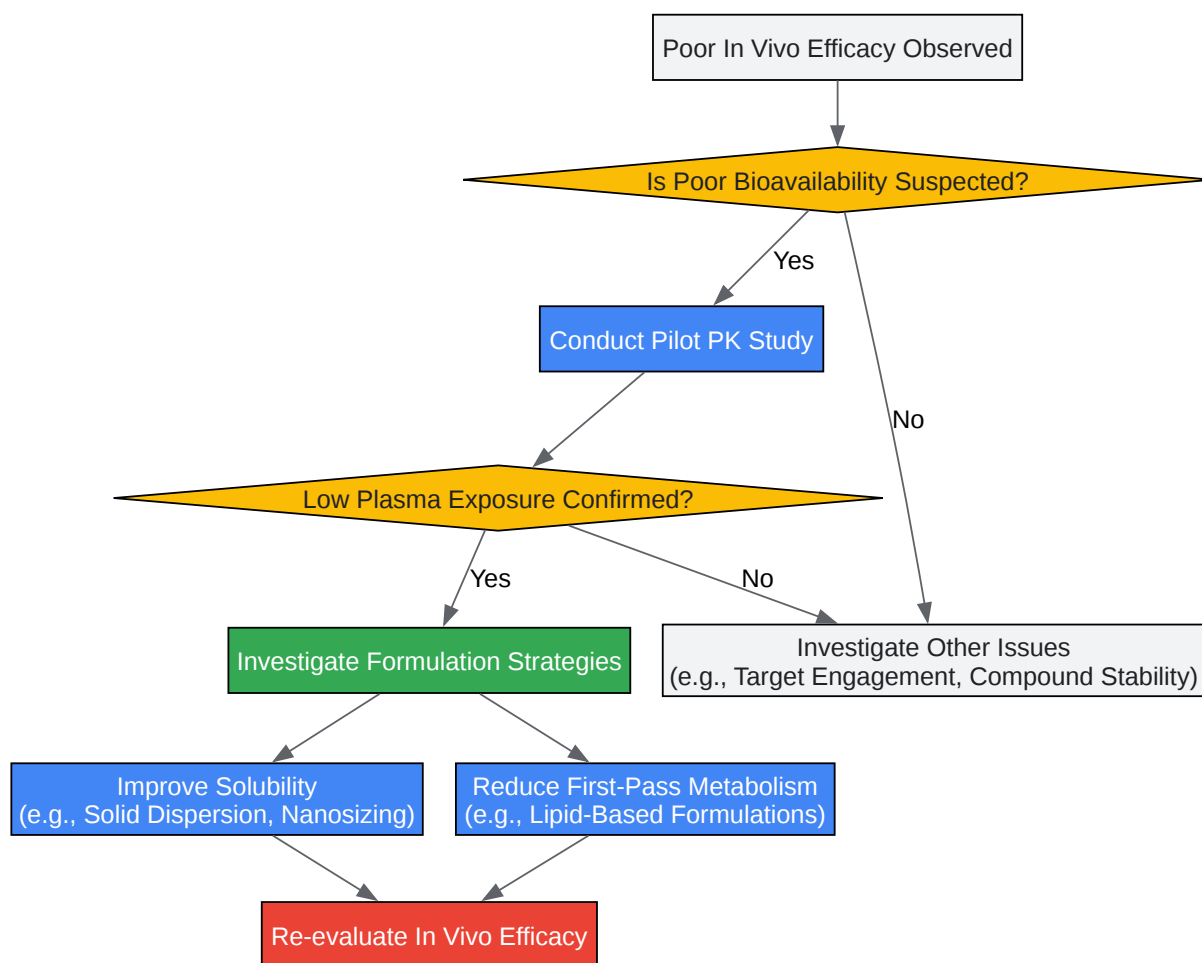 Poor In Vivo Efficacy Observed
Is Poor Bioavailability Suspected?
Yes
Conduct Pilot PK Study
No
Low Plasma Exposure Confirmed?
Yes
No
Investigate Formulation Strategies
Investigate Other Issues
(e.g., Target Engagement, Compound Stability)
Improve Solubility
(e.g., Solid Dispersion, Nanosizing)
Reduce First-Pass Metabolism
(e.g., Lipid-Based Formulations)
Re-evaluate In Vivo Efficacy